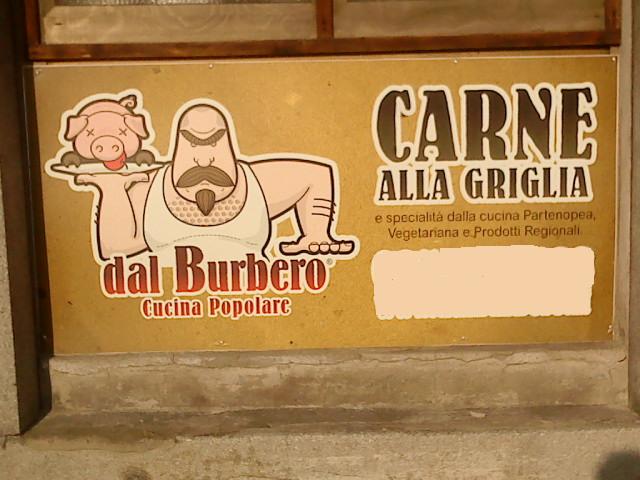 dal Burbero®
Cucina Popolare
CARNE
ALLA GRIGLIA
e specialità dalla cucina Partenopea,
Vegetariana e Prodotti Regionali